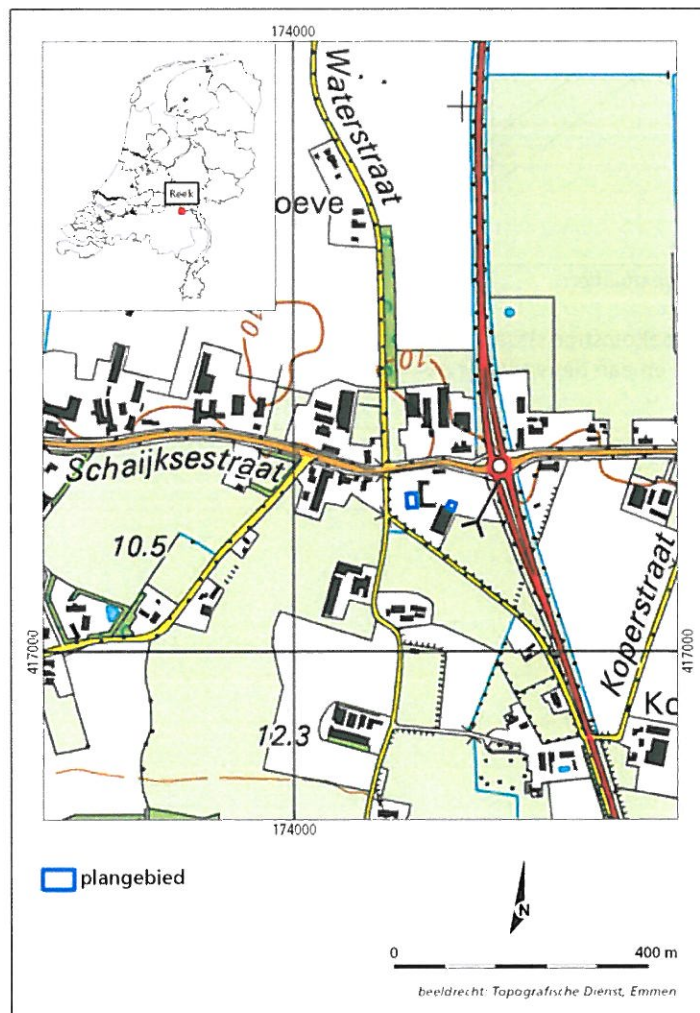 174000
Waterstraat
Reek
oeve
10
10
Schaijksestraat
10.5
Koperstraat
417000
417000
Ko
12.3
174000
plangebied
N
0 400 m
beeldrecht: Topografische Dienst, Emmen